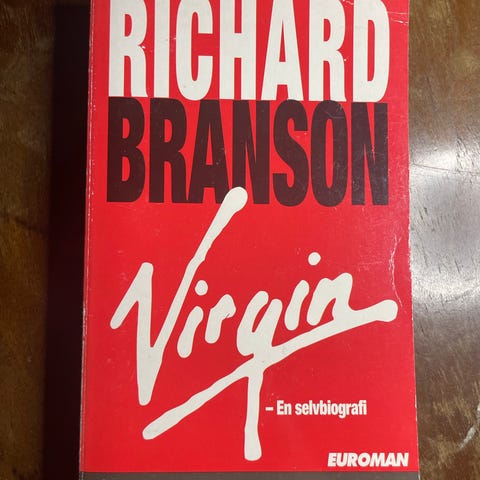 RICHARD
BRANSON
Virgin
- En selvbiografi
EUROMAN